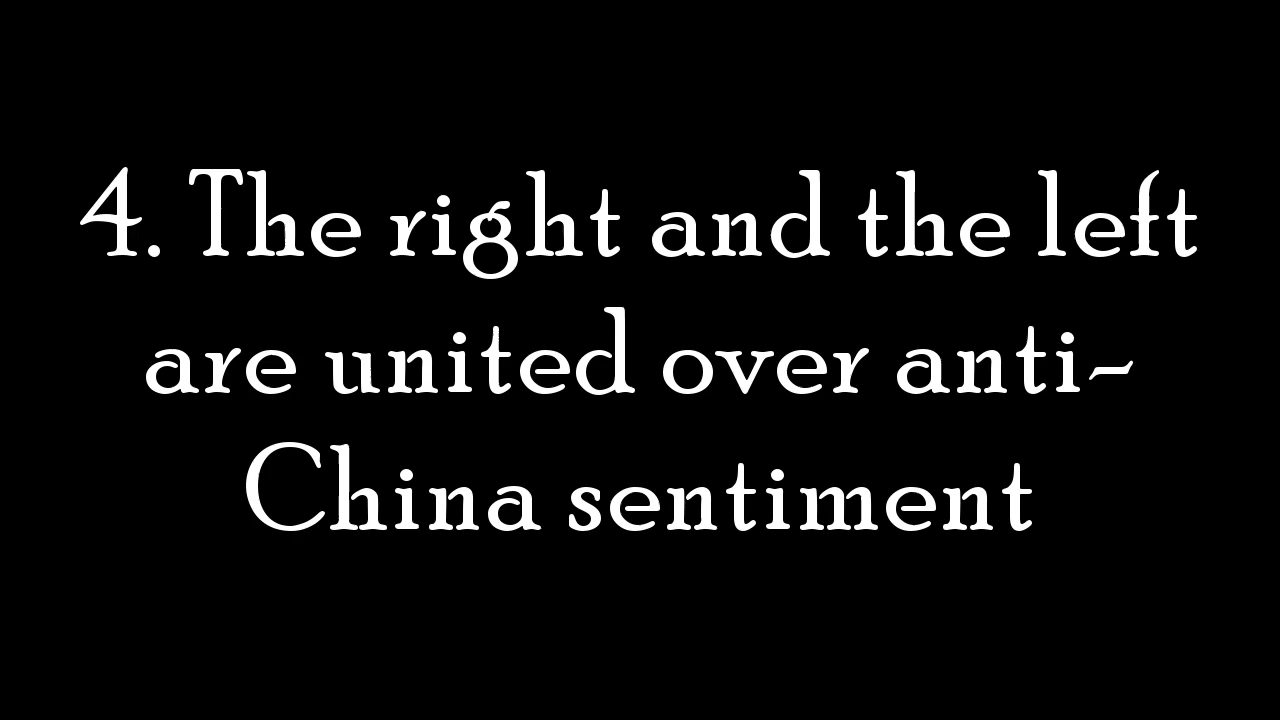 4. The right and the left
are united over anti-
China sentiment